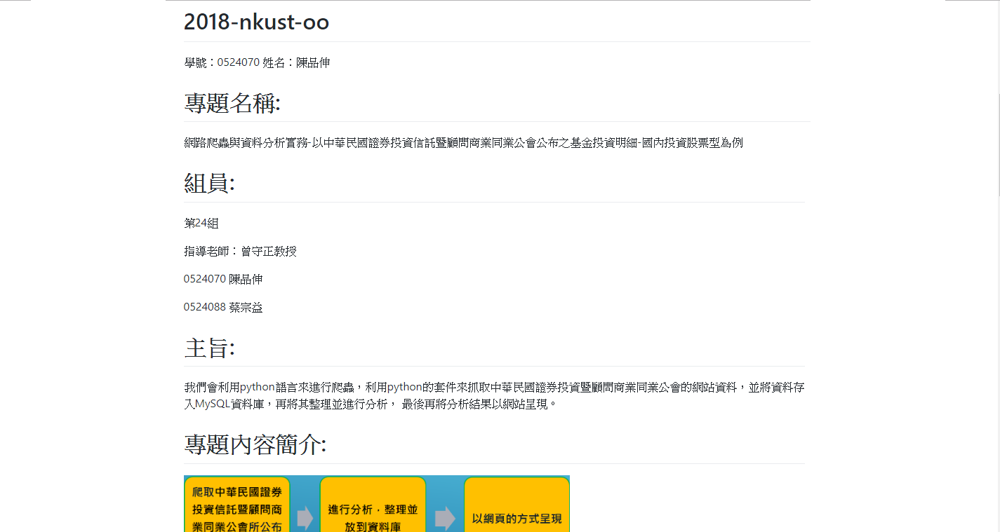 2018-nkust-oo
學號：0524070 姓名：陳品伸
專題名稱:
網路爬蟲與資料分析實務-以中華民國證券投資信託暨顧問商業同業公會公布之基金投資明細-國內投資股票型為例
組員:
第24組
指導老師：曾守正教授
0524070 陳品伸
0524088 蔡宗益
主旨:
我們會利用python語言來進行爬蟲，利用python的套件來抓取中華民國證券投資暨顧問商業同業公會的網站資料，並將資料存
入MySQL資料庫，再將其整理並進行分析， 最後再將分析結果以網站呈現。
專題內容簡介:
爬取中華民國證券
投資信託暨顧問商
業同業公會所公布
進行分析，整理並
放到資料庫
以網頁的方式呈現